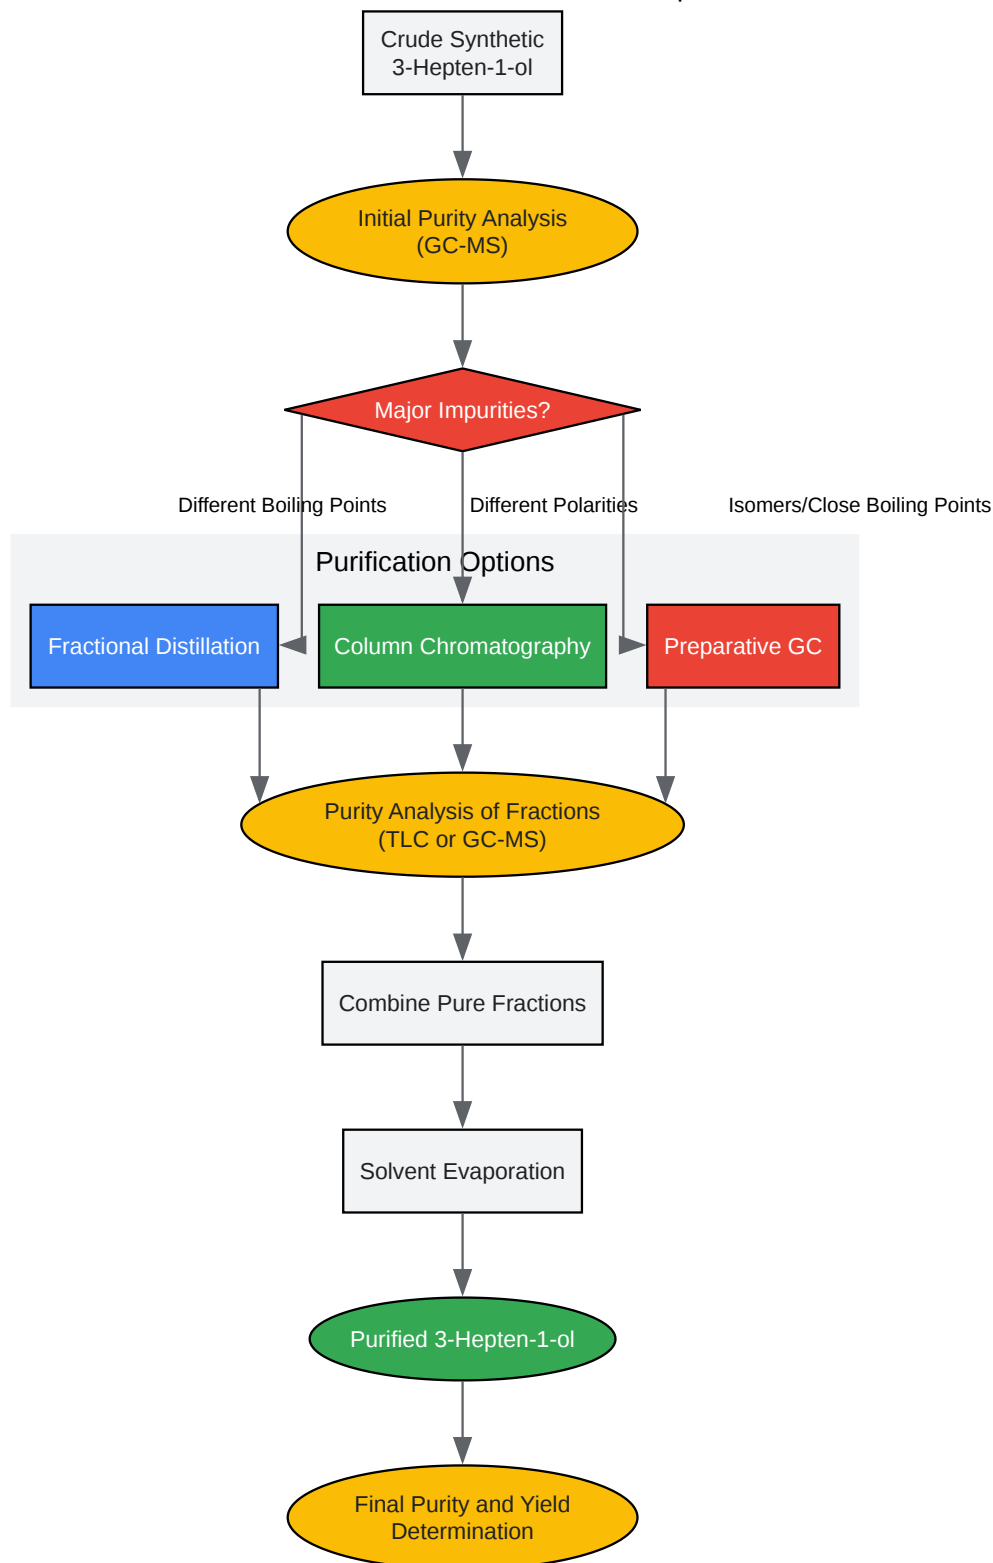 Crude Synthetic
3-Hepten-1-ol
Initial Purity Analysis
(GC-MS)
Major Impurities?
Different Boiling Points
Different Polarities
Isomers/Close Boiling Points
Purification Options
Fractional Distillation
Column Chromatography
Preparative GC
Purity Analysis of Fractions
(TLC or GC-MS)
Combine Pure Fractions
Solvent Evaporation
Purified 3-Hepten-1-ol
Final Purity and Yield
Determination